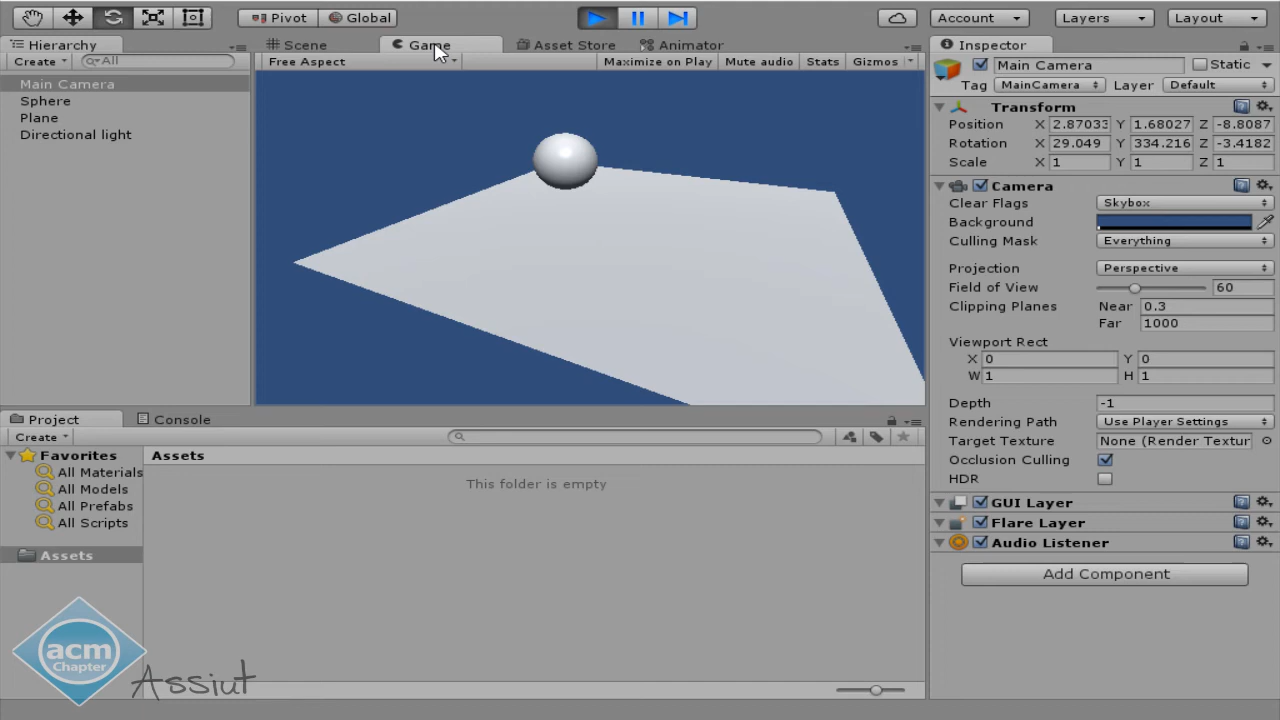 Pivot Global Account Layers Layout
Hierarchy Scene Game Asset Store Animator Inspector
Create All Free Aspect Maximize on Play Mute audio Stats Gizmos Main Camera Static
Main Camera Tag MainCamera Layer Default
Sphere Transform
Plane Position X 2.87033 Y 1.68027 Z -8.8087
Directional light Rotation X 29.049 Y 334.216 Z -3.4182
Scale X 1 Y 1 Z 1
Camera
Clear Flags Skybox
Background
Culling Mask Everything
Projection Perspective
Field of View 60
Clipping Planes Near 0.3
Far 1000
Viewport Rect
X 0 Y 0
W 1 H 1
Depth -1
Rendering Path Use Player Settings
Target Texture None (Render Textur
Occlusion Culling
HDR
GUI Layer
Flare Layer
Audio Listener
Add Component
Project Console
Create
Favorites Assets
All Materials This folder is empty
All Models
All Prefabs
All Scripts
Assets
acm
Chapter
Assiut